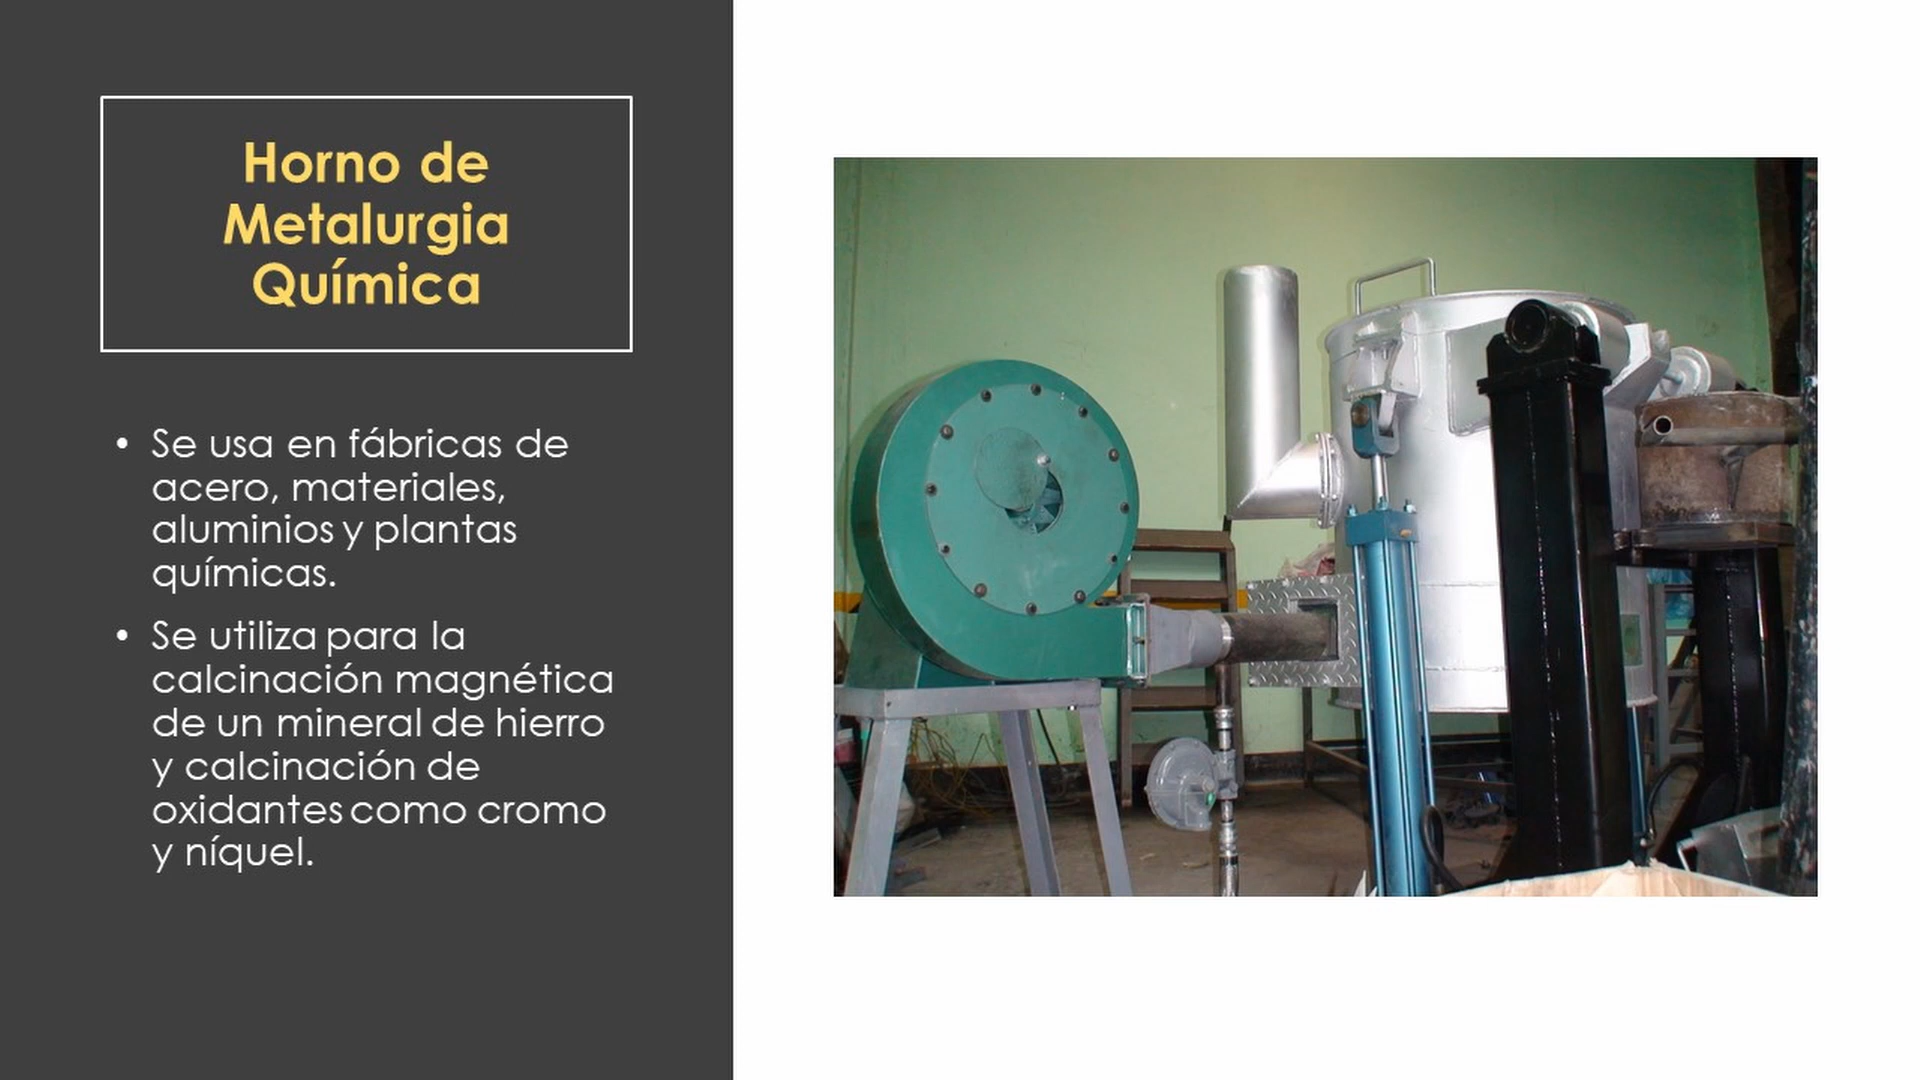 Horno de
Metalurgia
Química
• Se usa en fábricas de
acero, materiales,
aluminios y plantas
químicas.
• Se utiliza para la
calcinación magnética
de un mineral de hierro
y calcinación de
oxidantes como cromo
y níquel.